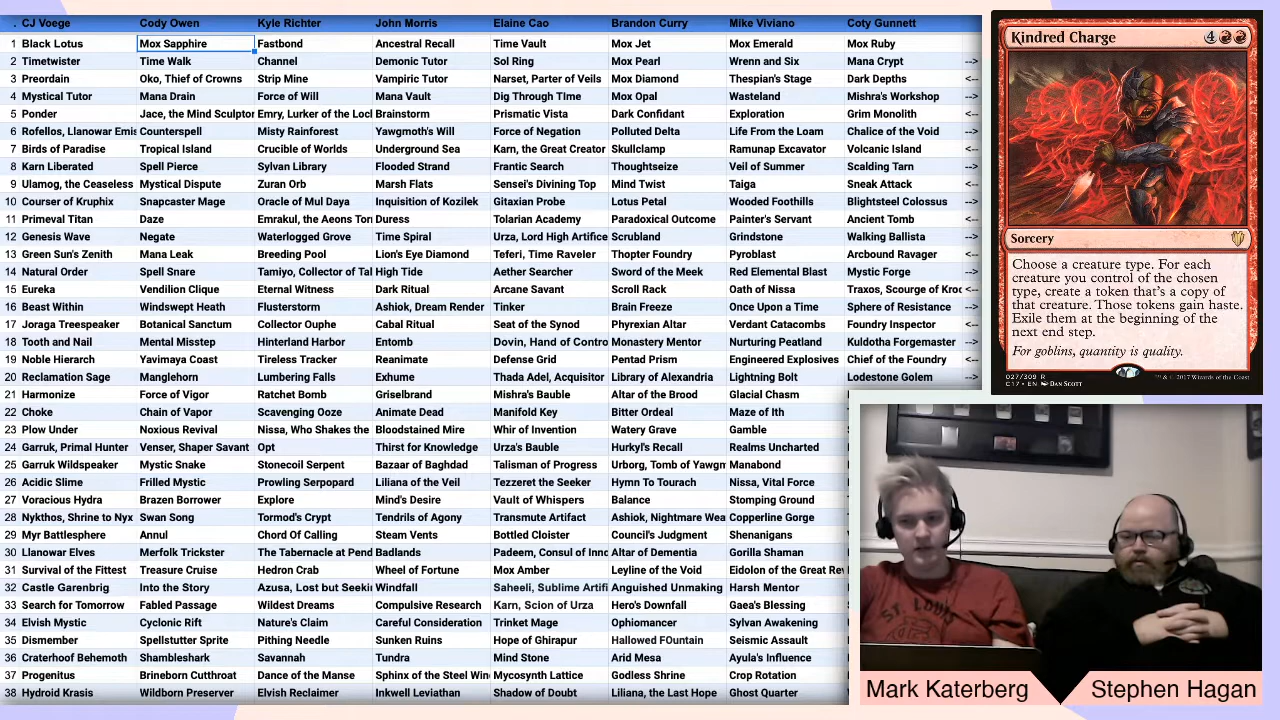 . CJ Voege Cody Owen Kyle Richter John Morris Elaine Cao Brandon Curry Mike Viviano Coty Gunnett
1 Black Lotus Mox Sapphire Fastbond Ancestral Recall Time Vault Mox Jet Mox Emerald Mox Ruby
2 Timetwister Time Walk Channel Demonic Tutor Sol Ring Mox Pearl Wrenn and Six Mana Crypt -->
3 Preordain Oko, Thief of Crowns Strip Mine Vampiric Tutor Narset, Parter of Veils Mox Diamond Thespian's Stage Dark Depths <--
4 Mystical Tutor Mana Drain Force of Will Mana Vault Dig Through TIme Mox Opal Wasteland Mishra's Workshop -->
5 Ponder Jace, the Mind Sculptor Emry, Lurker of the Loch Brainstorm Prismatic Vista Dark Confidant Exploration Grim Monolith <--
6 Rofellos, Llanowar Emis Counterspell Misty Rainforest Yawgmoth's Will Force of Negation Polluted Delta Life From the Loam Chalice of the Void -->
7 Birds of Paradise Tropical Island Crucible of Worlds Underground Sea Karn, the Great Creator Skullclamp Ramunap Excavator Volcanic Island <--
8 Karn Liberated Spell Pierce Sylvan Library Flooded Strand Frantic Search Thoughtseize Veil of Summer Scalding Tarn -->
9 Ulamog, the Ceaseless Mystical Dispute Zuran Orb Marsh Flats Sensei's Divining Top Mind Twist Taiga Sneak Attack <--
10 Courser of Kruphix Snapcaster Mage Oracle of Mul Daya Inquisition of Kozilek Gitaxian Probe Lotus Petal Wooded Foothills Blightsteel Colossus -->
11 Primeval Titan Daze Emrakul, the Aeons Torn Duress Tolarian Academy Paradoxical Outcome Painter's Servant Ancient Tomb <--
12 Genesis Wave Negate Waterlogged Grove Time Spiral Urza, Lord High Artifice Scrubland Grindstone Walking Ballista -->
13 Green Sun's Zenith Mana Leak Breeding Pool Lion's Eye Diamond Teferi, Time Raveler Thopter Foundry Pyroblast Arcbound Ravager <--
14 Natural Order Spell Snare Tamiyo, Collector of Tal High Tide Aether Searcher Sword of the Meek Red Elemental Blast Mystic Forge -->
15 Eureka Vendilion Clique Eternal Witness Dark Ritual Arcane Savant Scroll Rack Oath of Nissa Traxos, Scourge of Kroo <--
16 Beast Within Windswept Heath Flusterstorm Ashiok, Dream Render Tinker Brain Freeze Once Upon a Time Sphere of Resistance -->
17 Joraga Treespeaker Botanical Sanctum Collector Ouphe Cabal Ritual Seat of the Synod Phyrexian Altar Verdant Catacombs Foundry Inspector <--
18 Tooth and Nail Mental Misstep Hinterland Harbor Entomb Dovin, Hand of Contro Monastery Mentor Nurturing Peatland Kuldotha Forgemaster -->
19 Noble Hierarch Yavimaya Coast Tireless Tracker Reanimate Defense Grid Pentad Prism Engineered Explosives Chief of the Foundry <--
20 Reclamation Sage Manglehorn Lumbering Falls Exhume Thada Adel, Acquisitor Library of Alexandria Lightning Bolt Lodestone Golem -->
21 Harmonize Force of Vigor Ratchet Bomb Griselbrand Mishra's Bauble Altar of the Brood Glacial Chasm
22 Choke Chain of Vapor Scavenging Ooze Animate Dead Manifold Key Bitter Ordeal Maze of Ith
23 Plow Under Noxious Revival Nissa, Who Shakes the Bloodstained Mire Whir of Invention Watery Grave Gamble
24 Garruk, Primal Hunter Venser, Shaper Savant Opt Thirst for Knowledge Urza's Bauble Hurkyl's Recall Realms Uncharted
25 Garruk Wildspeaker Mystic Snake Stonecoil Serpent Bazaar of Baghdad Talisman of Progress Urborg, Tomb of Yawgm Manabond
26 Acidic Slime Frilled Mystic Prowling Serpopard Liliana of the Veil Tezzeret the Seeker Hymn To Tourach Nissa, Vital Force
27 Voracious Hydra Brazen Borrower Explore Mind's Desire Vault of Whispers Balance Stomping Ground
28 Nykthos, Shrine to Nyx Swan Song Tormod's Crypt Tendrils of Agony Transmute Artifact Ashiok, Nightmare Wea Copperline Gorge
29 Myr Battlesphere Annul Chord Of Calling Steam Vents Bottled Cloister Council's Judgment Shenanigans
30 Llanowar Elves Merfolk Trickster The Tabernacle at Pend Badlands Padeem, Consul of Inno Altar of Dementia Gorilla Shaman
31 Survival of the Fittest Treasure Cruise Hedron Crab Wheel of Fortune Mox Amber Leyline of the Void Eidolon of the Great Rev
32 Castle Garenbrig Into the Story Azusa, Lost but Seeki Windfall Saheeli, Sublime Artifi Anguished Unmaking Harsh Mentor
33 Search for Tomorrow Fabled Passage Wildest Dreams Compulsive Research Karn, Scion of Urza Hero's Downfall Gaea's Blessing
34 Elvish Mystic Cyclonic Rift Nature's Claim Careful Consideration Trinket Mage Ophiomancer Sylvan Awakening
35 Dismember Spellstutter Sprite Pithing Needle Sunken Ruins Hope of Ghirapur Hallowed FOuntain Seismic Assault
36 Craterhoof Behemoth Shambleshark Savannah Tundra Mind Stone Arid Mesa Ayula's Influence
37 Progenitus Brineborn Cutthroat Dance of the Manse Sphinx of the Steel Win Mycosynth Lattice Godless Shrine Crop Rotation
38 Hydroid Krasis Wildborn Preserver Elvish Reclaimer Inkwell Leviathan Shadow of Doubt Liliana, the Last Hope Ghost Quarter
Kindred Charge 4
Sorcery
Choose a creature type. For each
creature you control of the chosen
type, create a token that's a copy of
that creature. Those tokens gain haste.
Exile them at the beginning of the
next end step.
For goblins, quantity is quality.
027/309 R
C17 • EN Dan Scott
™ & © 2017 Wizards of the Coast
Mark Katerberg
Stephen Hagan